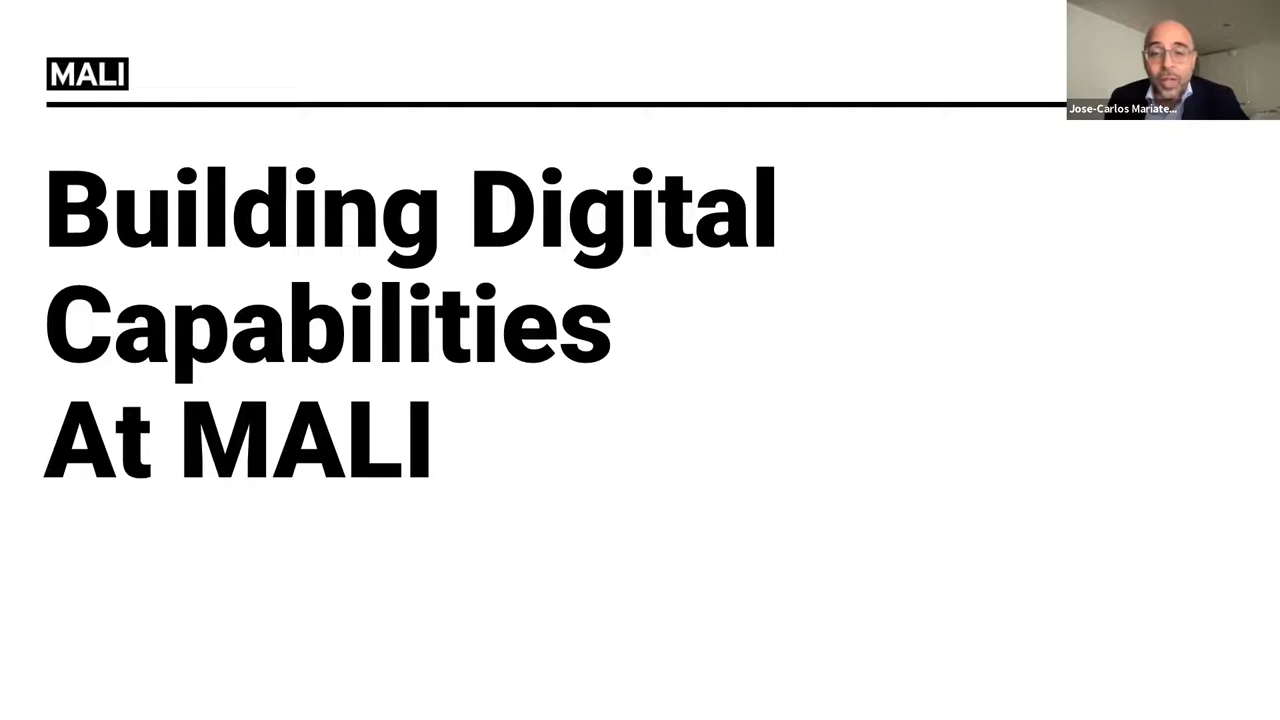 MALI
Jose-Carlos Mariate...
Building Digital
Capabilities
At MALI